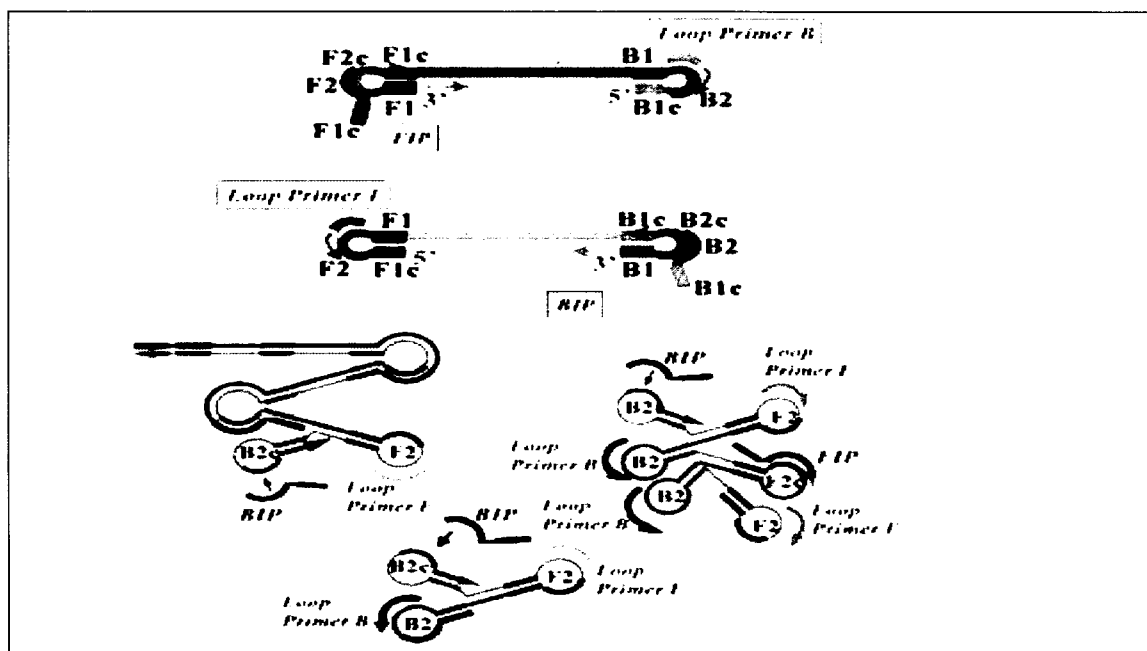 Loop Primer B
F2c F1c B1
F2 3' 5' B2
F1 B1c
F1c FIP
Loop Primer F
F1 B1c B2c
B2
F2 F1c 5' 3' B1
B1c
BIP
BIP Loop
Primer F
B2 F2
B2c F2 Loop
Primer B B2 FIP
F2c
BIP Loop
Primer F Loop
Primer B B2 F2 Loop
Primer F
BIP
B2c F2 Loop
Primer F
Loop
Primer B B2